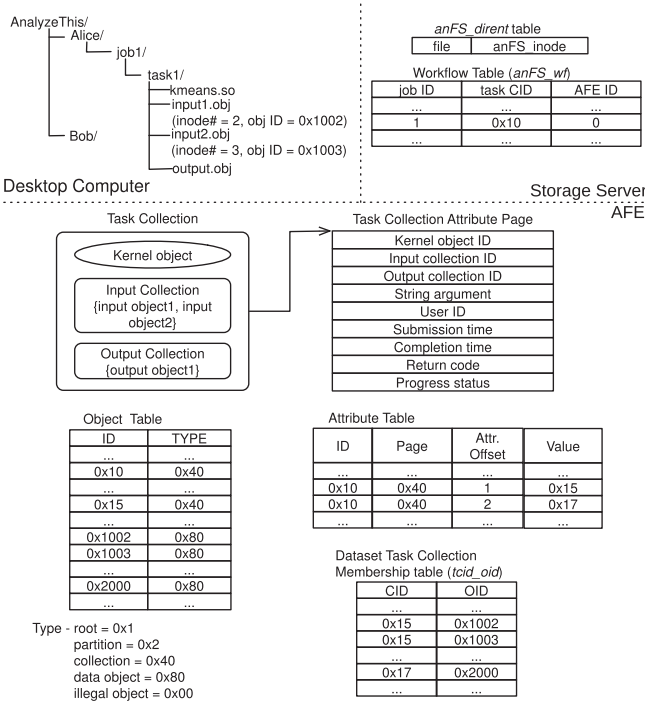 AnalyzeThis/
Alice/
job1/
task1/
kmeans.so
input1.obj
(inode# = 2, obj ID = 0x1002)
input2.obj
(inode# = 3, obj ID = 0x1003)
output.obj
Bob/
Desktop Computer
anFS_dirent table
file anFS_inode
Workflow Table (anFS_wf)
job ID task CID AFE ID
... ... ...
1 0x10 0
... ... ...
Storage Server
AFE
Task Collection
Kernel object
Input Collection
{input object1, input
object2}
Output Collection
{output object1}
Task Collection Attribute Page
Kernel object ID
Input collection ID
Output collection ID
String argument
User ID
Submission time
Completion time
Return code
Progress status
Object Table
ID TYPE
... ...
0x10 0x40
... ...
0x15 0x40
... ...
0x1002 0x80
0x1003 0x80
... ...
0x2000 0x80
... ...
Type - root = 0x1
partition = 0x2
collection = 0x40
data object = 0x80
illegal object = 0x00
Attribute Table
ID Page Attr. Value
Offset
... ... ... ...
0x10 0x40 1 0x15
0x10 0x40 2 0x17
... ... ... ...
Dataset Task Collection
Membership table (tcid_oid)
CID OID
... ...
0x15 0x1002
0x15 0x1003
... ...
0x17 0x2000
... ...